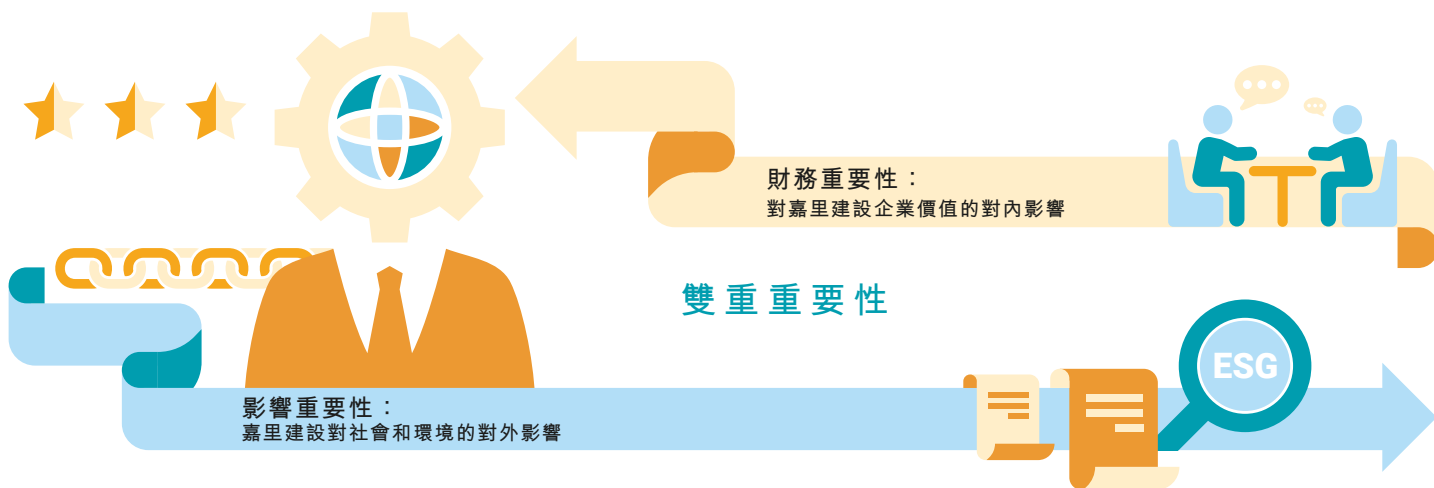 財務重要性：
對嘉里建設企業價值的對內影響
雙重重要性
ESG
影響重要性：
嘉里建設對社會和環境的對外影響